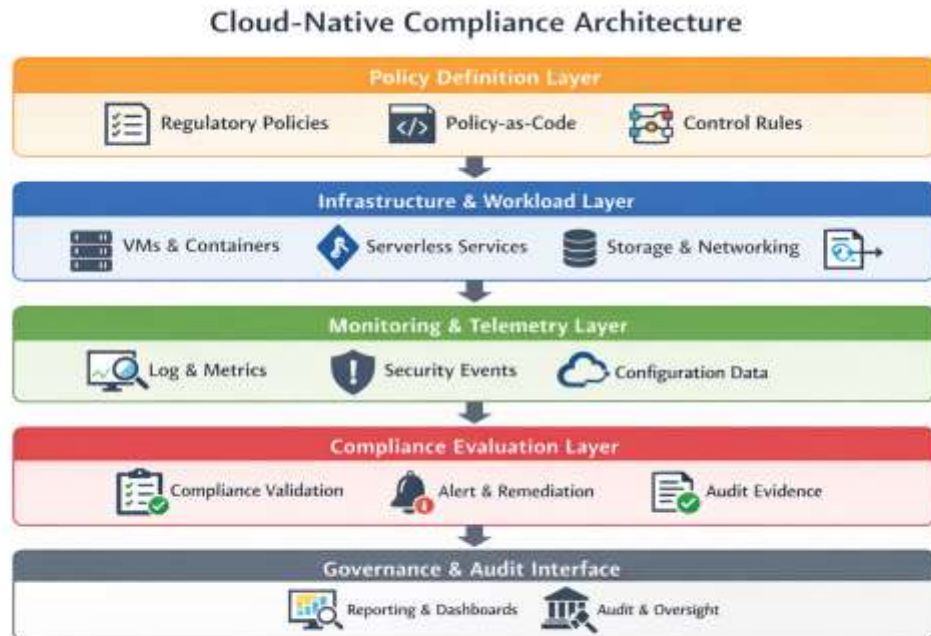 Cloud-Native Compliance Architecture
Policy Definition Layer
Regulatory Policies
</> Policy-as-Code
Control Rules
Infrastructure & Workload Layer
VMs & Containers
Serverless Services
Storage & Networking
Monitoring & Telemetry Layer
Log & Metrics
Security Events
Configuration Data
Compliance Evaluation Layer
Compliance Validation
Alert & Remediation
Audit Evidence
Governance & Audit Interface
Reporting & Dashboards
Audit & Oversight